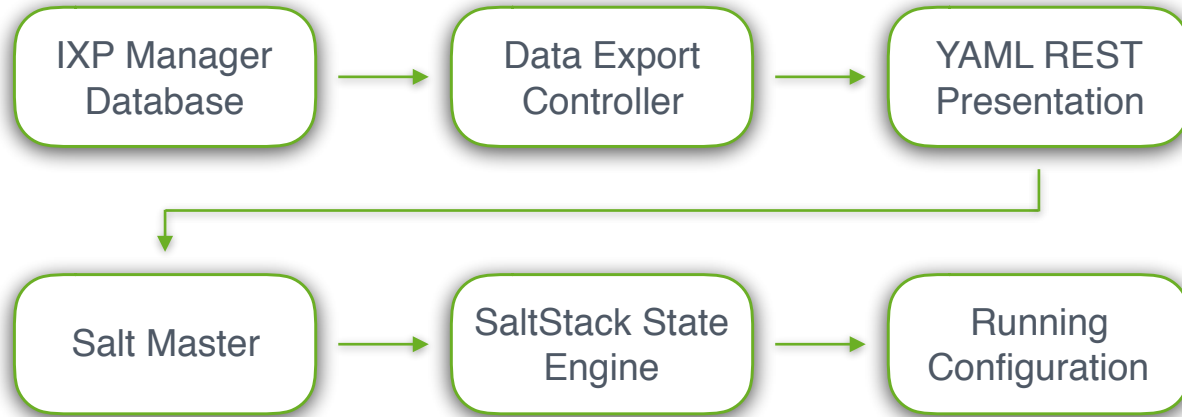 IXP Manager
Database
Data Export
Controller
YAML REST
Presentation
Salt Master
SaltStack State
Engine
Running
Configuration